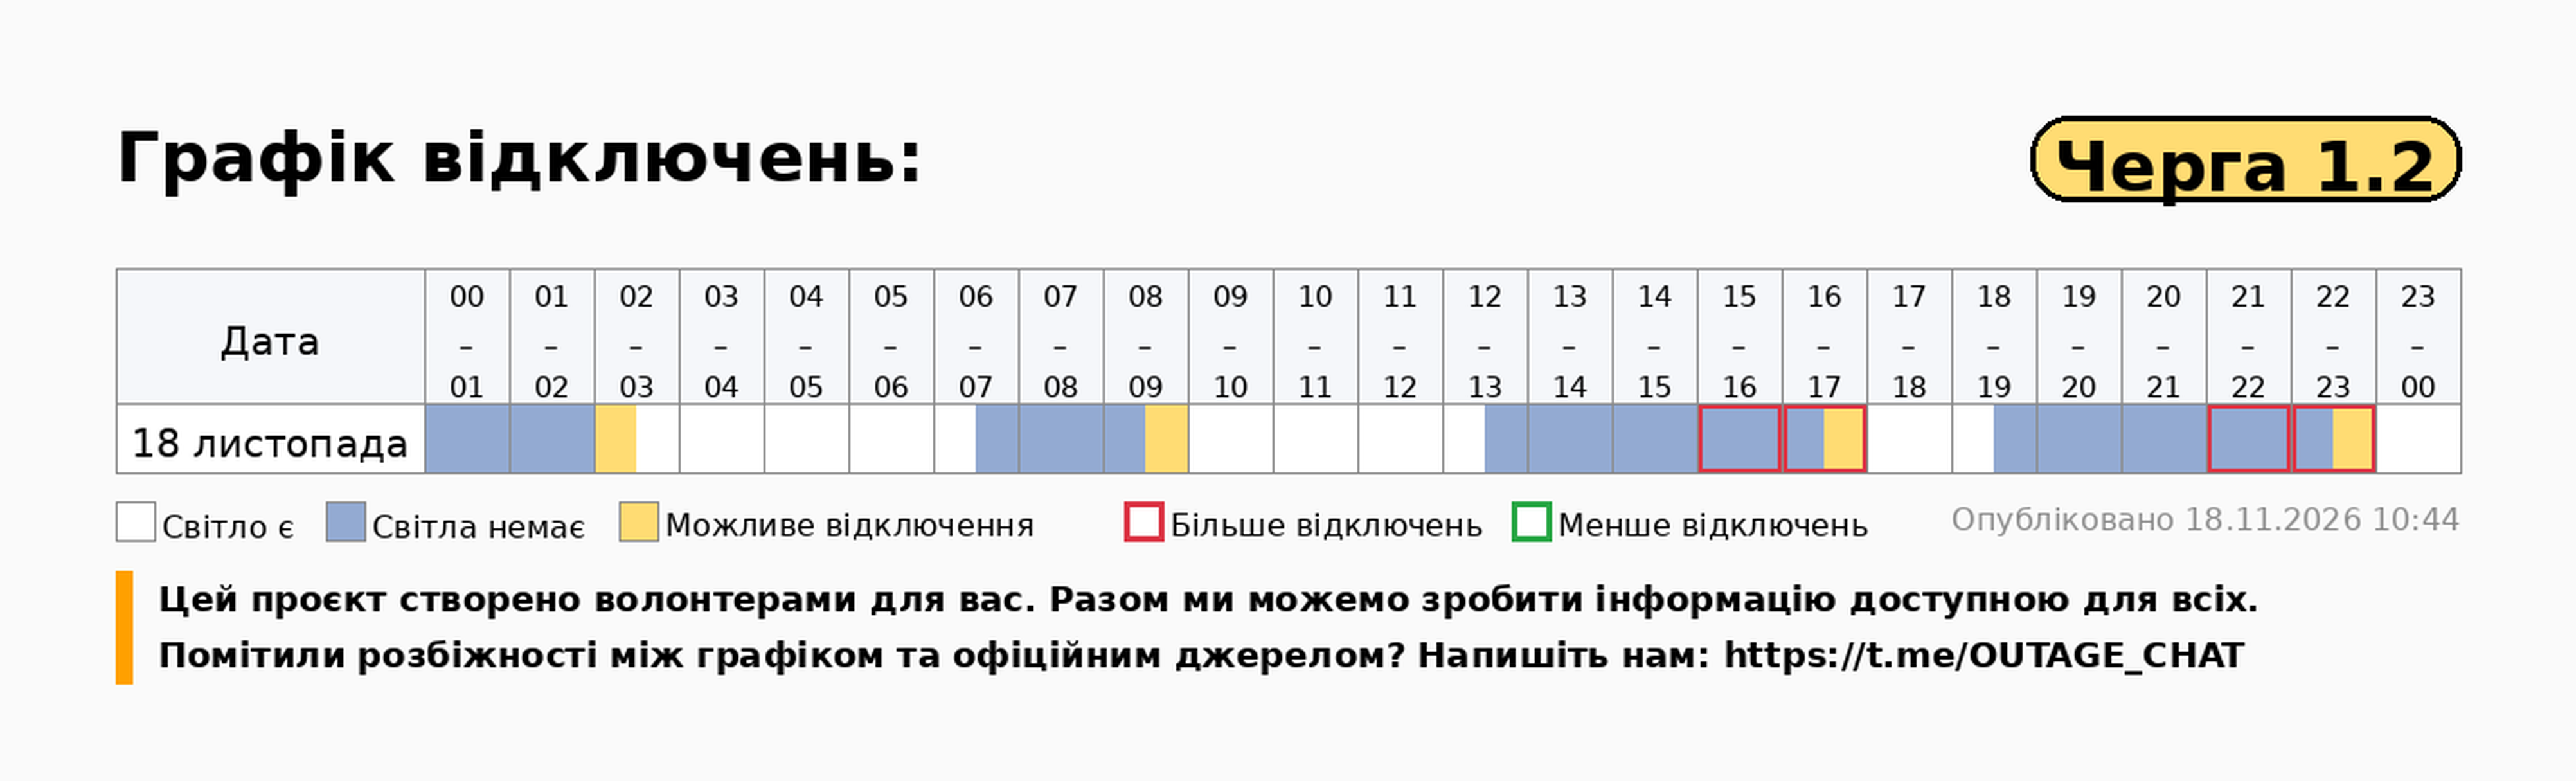 Графік відключень:
Черга 1.2
Дата
00 – 01
01 – 02
02 – 03
03 – 04
04 – 05
05 – 06
06 – 07
07 – 08
08 – 09
09 – 10
10 – 11
11 – 12
12 – 13
13 – 14
14 – 15
15 – 16
16 – 17
17 – 18
18 – 19
19 – 20
20 – 21
21 – 22
22 – 23
23 – 00
18 листопада
Світло є
Світла немає
Можливе відключення
Більше відключень
Менше відключень
Опубліковано 18.11.2026 10:44
Цей проєкт створено волонтерами для вас. Разом ми можемо зробити інформацію доступною для всіх.
Помітили розбіжності між графіком та офіційним джерелом? Напишіть нам: https://t.me/OUTAGE_CHAT